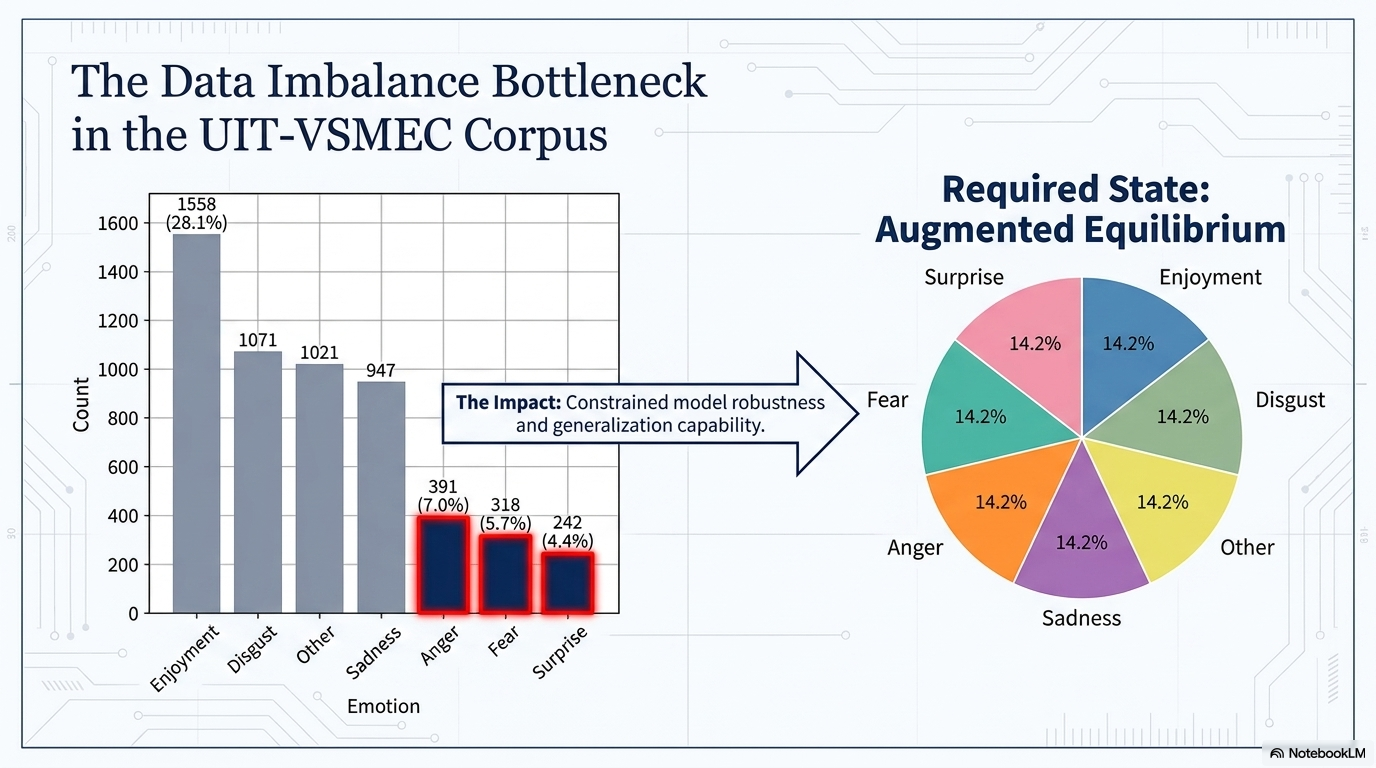 The Data Imbalance Bottleneck
in the UIT-VSMEC Corpus
1558
(28.1%)
1071
1021
947
391
(7.0%)
318
(5.7%)
242
(4.4%)
1600
1400
1200
1000
800
600
400
200
0
Count
Enjoyment
Disgust
Other
Sadness
Anger
Fear
Surprise
Emotion
The Impact: Constrained model robustness
and generalization capability.
Required State:
Augmented Equilibrium
Surprise
Enjoyment
14.2%
14.2%
Fear
Disgust
14.2%
14.2%
14.2%
14.2%
Anger
Other
14.2%
Sadness
NotebookLM